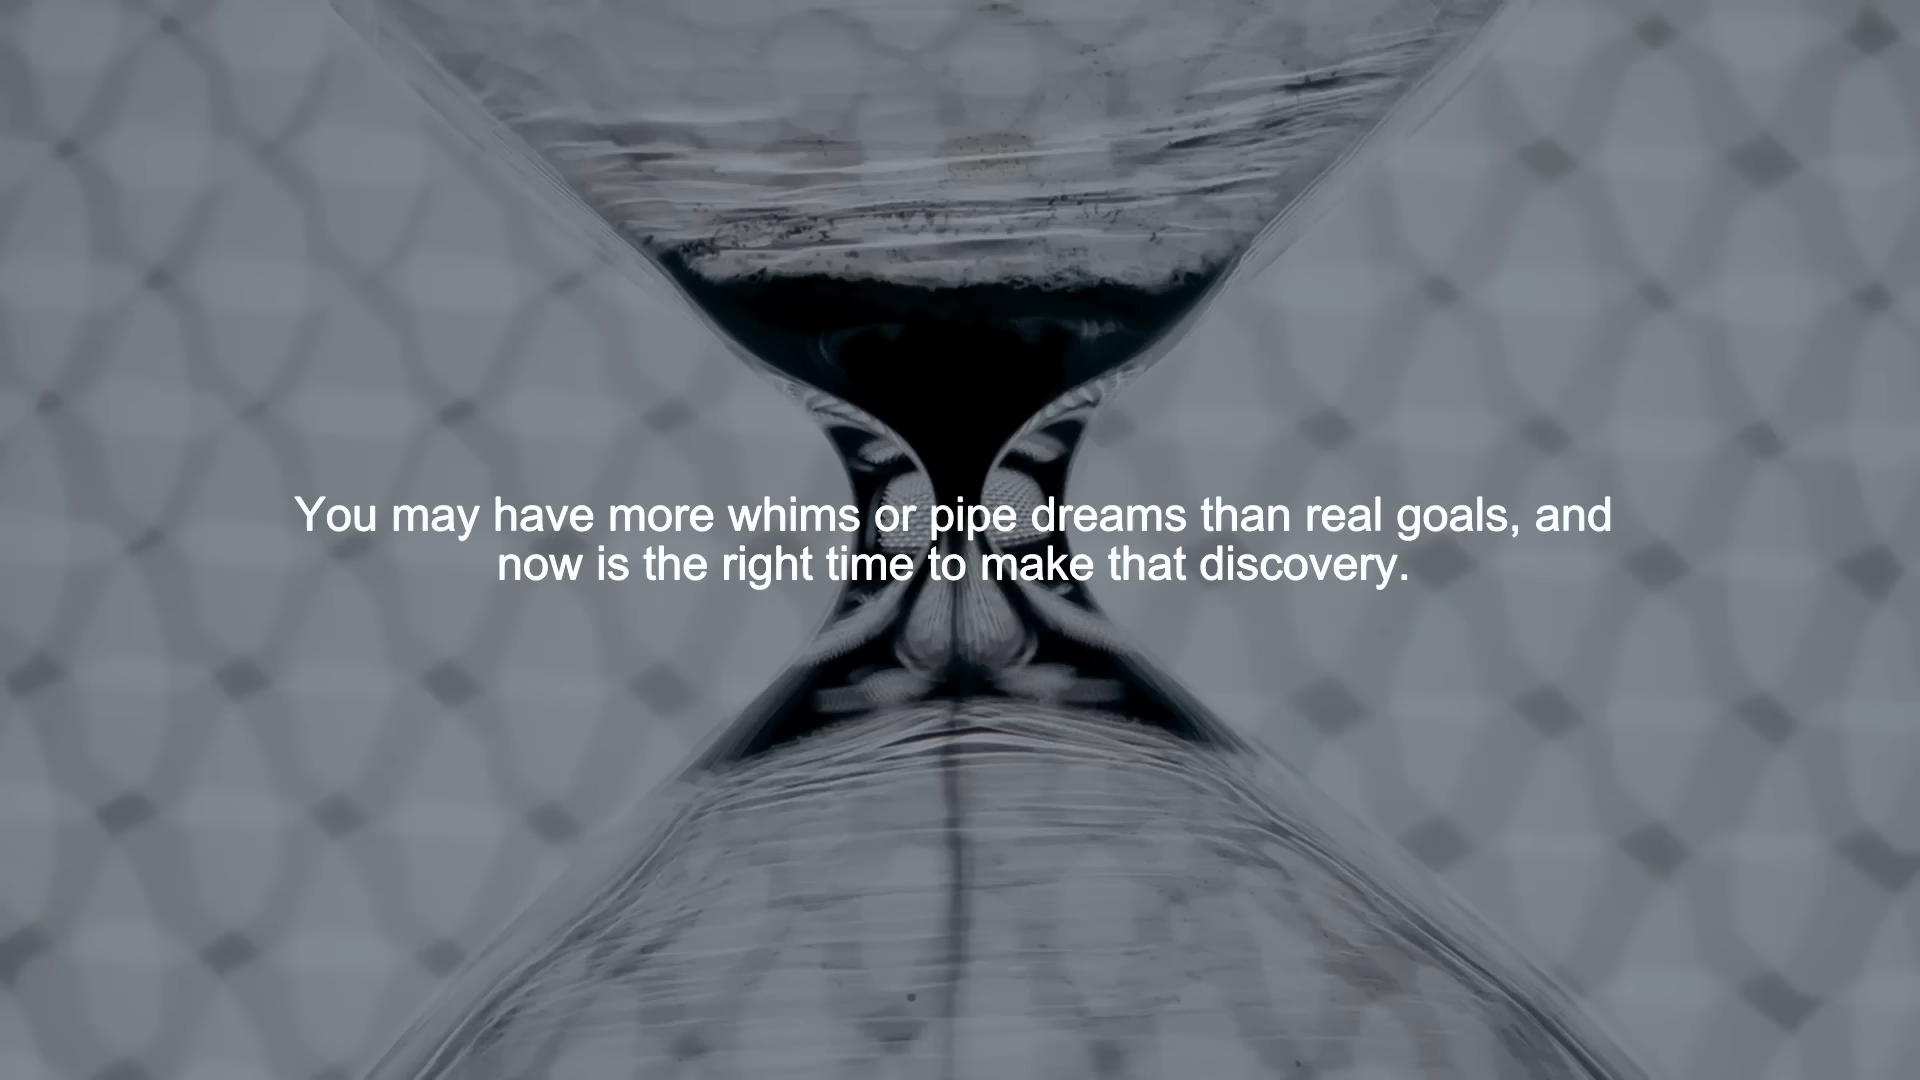 You may have more whims or pipe dreams than real goals, and
now is the right time to make that discovery.